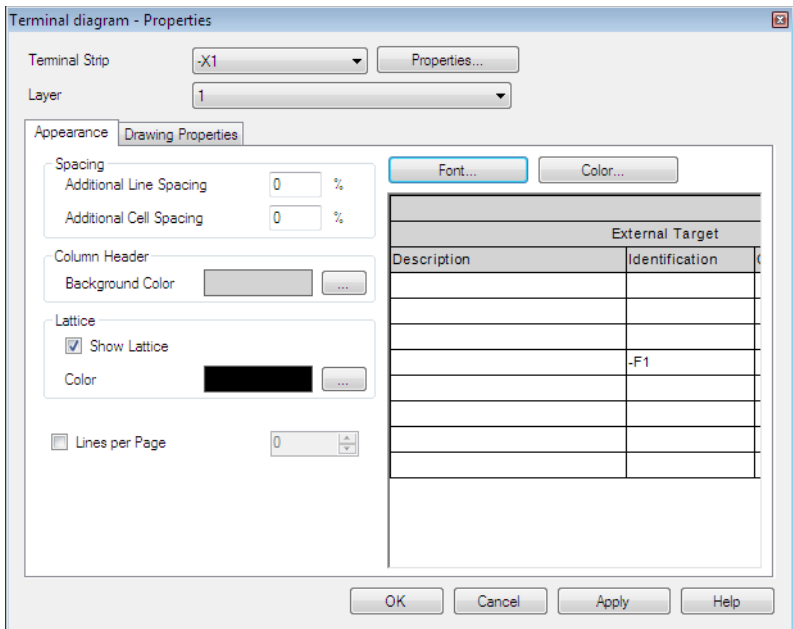 Terminal diagram - Properties
Terminal Strip -X1 Properties...
Layer 1
Appearance Drawing Properties
Spacing
Additional Line Spacing 0 %
Additional Cell Spacing 0 %
Column Header
Background Color ...
Lattice
Show Lattice
Color ...
Lines per Page 0
Font... Color...
External Target
Description Identification
-F1
OK Cancel Apply Help